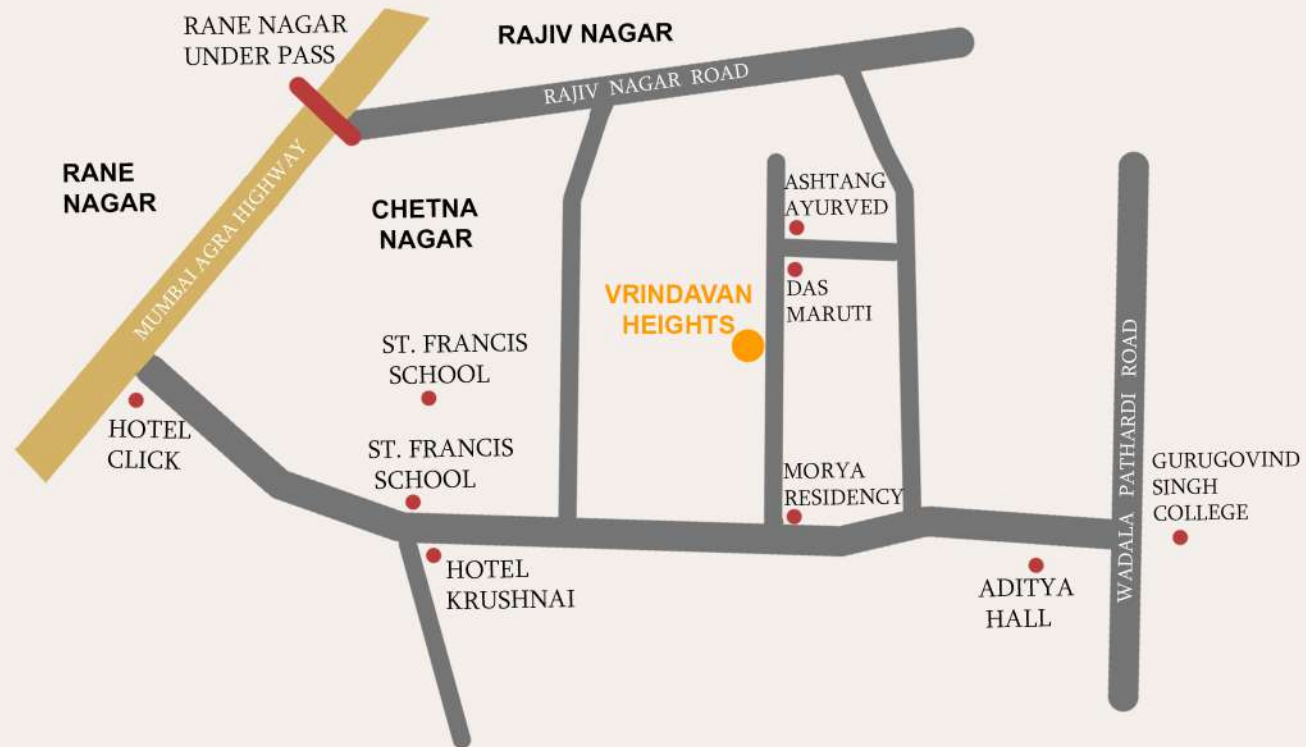 RANE NAGAR
UNDER PASS
RAJIV NAGAR
RAJIV NAGAR ROAD
RANE
NAGAR
MUMBAI AGRA HIGHWAY
CHETNA
NAGAR
ASHTANG
AYURVED
VRINDAVAN
HEIGHTS
DAS
MARUTI
ST. FRANCIS
SCHOOL
HOTEL
CLICK
ST. FRANCIS
SCHOOL
MORYA
RESIDENCY
WADALA PATHARDI ROAD
GURUGOVIND
SINGH
COLLEGE
HOTEL
KRUSHNAI
ADITYA
HALL